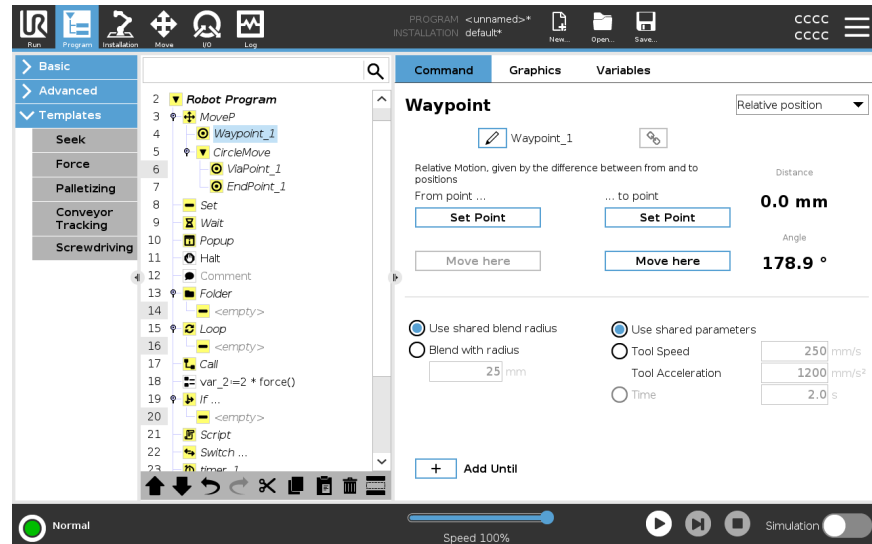 PROGRAM <unnamed>*
INSTALLATION default*
CCCC
CCCC
UR
Run
Program
Installation
Move
I/O
Log
New...
Open...
Save...
Basic
Advanced
Templates
Seek
Force
Palletizing
Conveyor
Tracking
Screwdriving
2 Robot Program
3 MoveP
4 Waypoint_1
5 CircleMove
6 ViaPoint_1
7 EndPoint_1
8 Set
9 Wait
10 Popup
11 Halt
12 Comment
13 Folder
14 <empty>
15 Loop
16 <empty>
17 Call
18 var_2:=2 * force()
19 If ...
20 <empty>
21 Script
22 Switch ...
23 timer_1
Command Graphics Variables
Waypoint
Relative position
Waypoint_1
Relative Motion, given by the difference between from and to
positions
From point ...
... to point
Set Point
Set Point
Move here
Move here
Distance
0.0 mm
Angle
178.9 °
Use shared blend radius
Blend with radius
25 mm
Use shared parameters
Tool Speed 250 mm/s
Tool Acceleration 1200 mm/s²
Time 2.0 s
+ Add Until
Normal
Speed 100%
Simulation